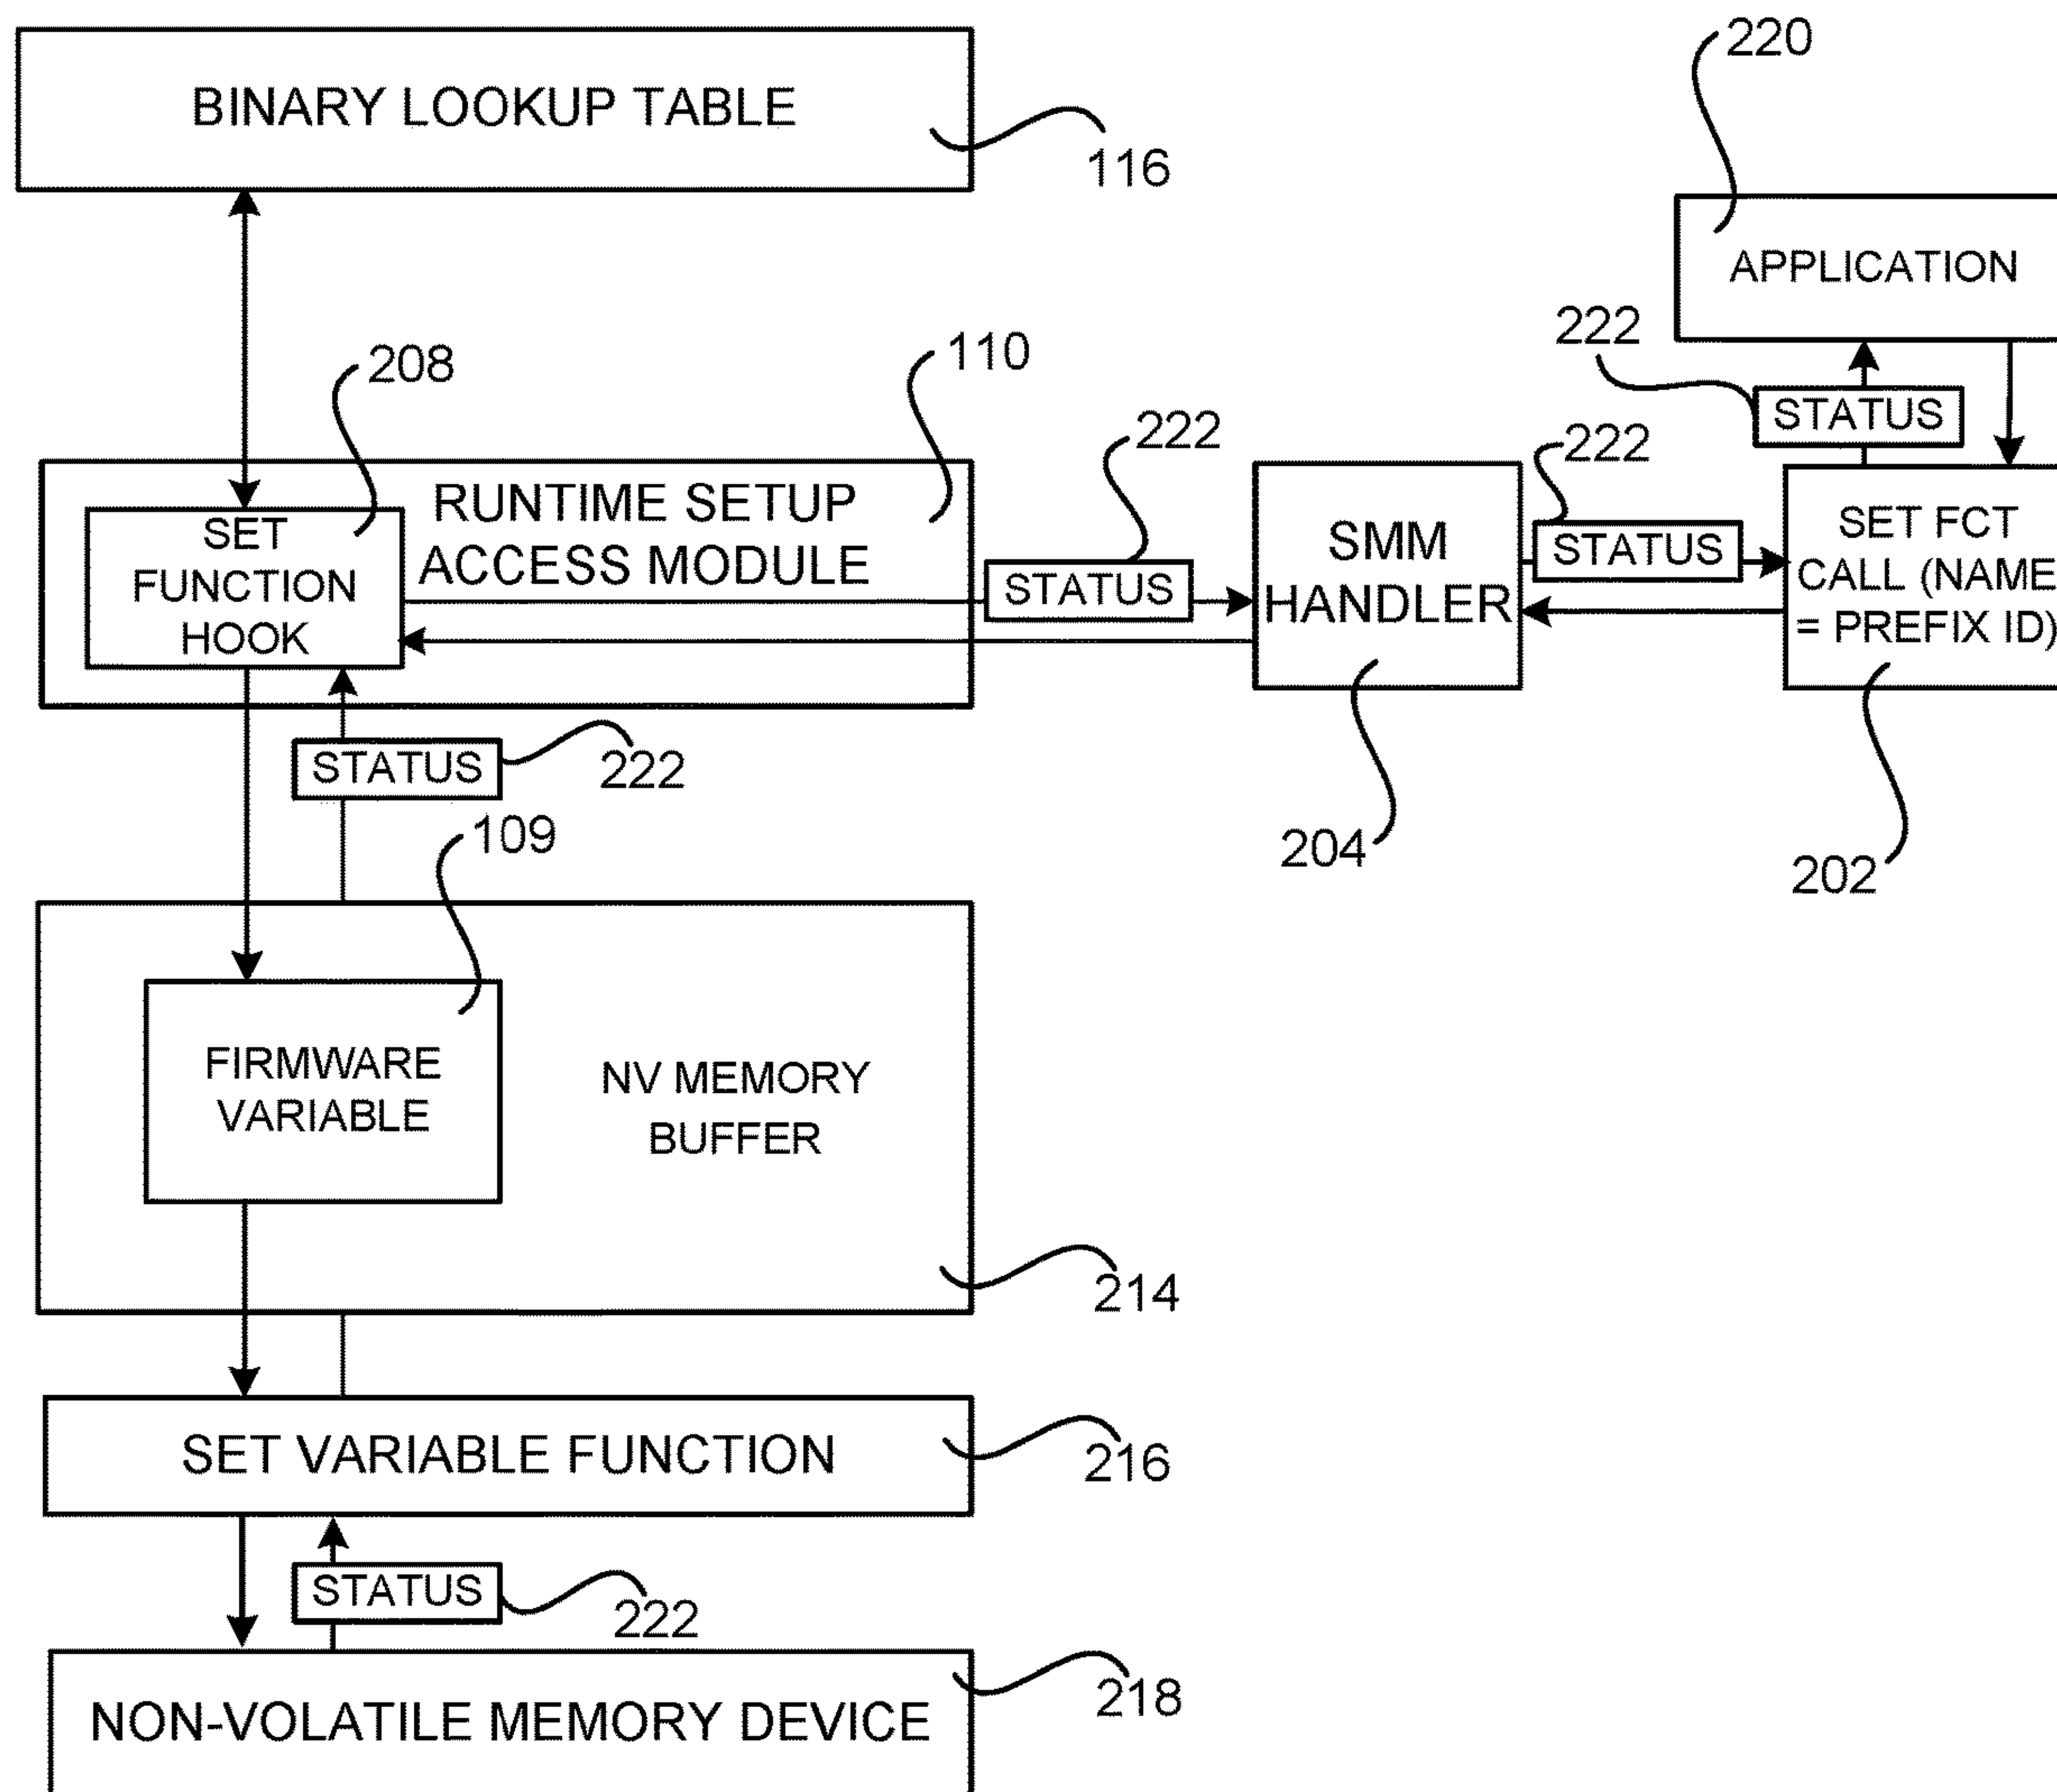 220
BINARY LOOKUP TABLE
116
APPLICATION
222
110
208
STATUS
222
222
RUNTIME SETUP
ACCESS MODULE
SET
FUNCTION
HOOK
STATUS
SMM
HANDLER
STATUS
SET FCT
CALL (NAME
= PREFIX ID)
STATUS
222
109
204
202
FIRMWARE
VARIABLE
NV MEMORY
BUFFER
214
SET VARIABLE FUNCTION
216
STATUS
222
NON-VOLATILE MEMORY DEVICE
218